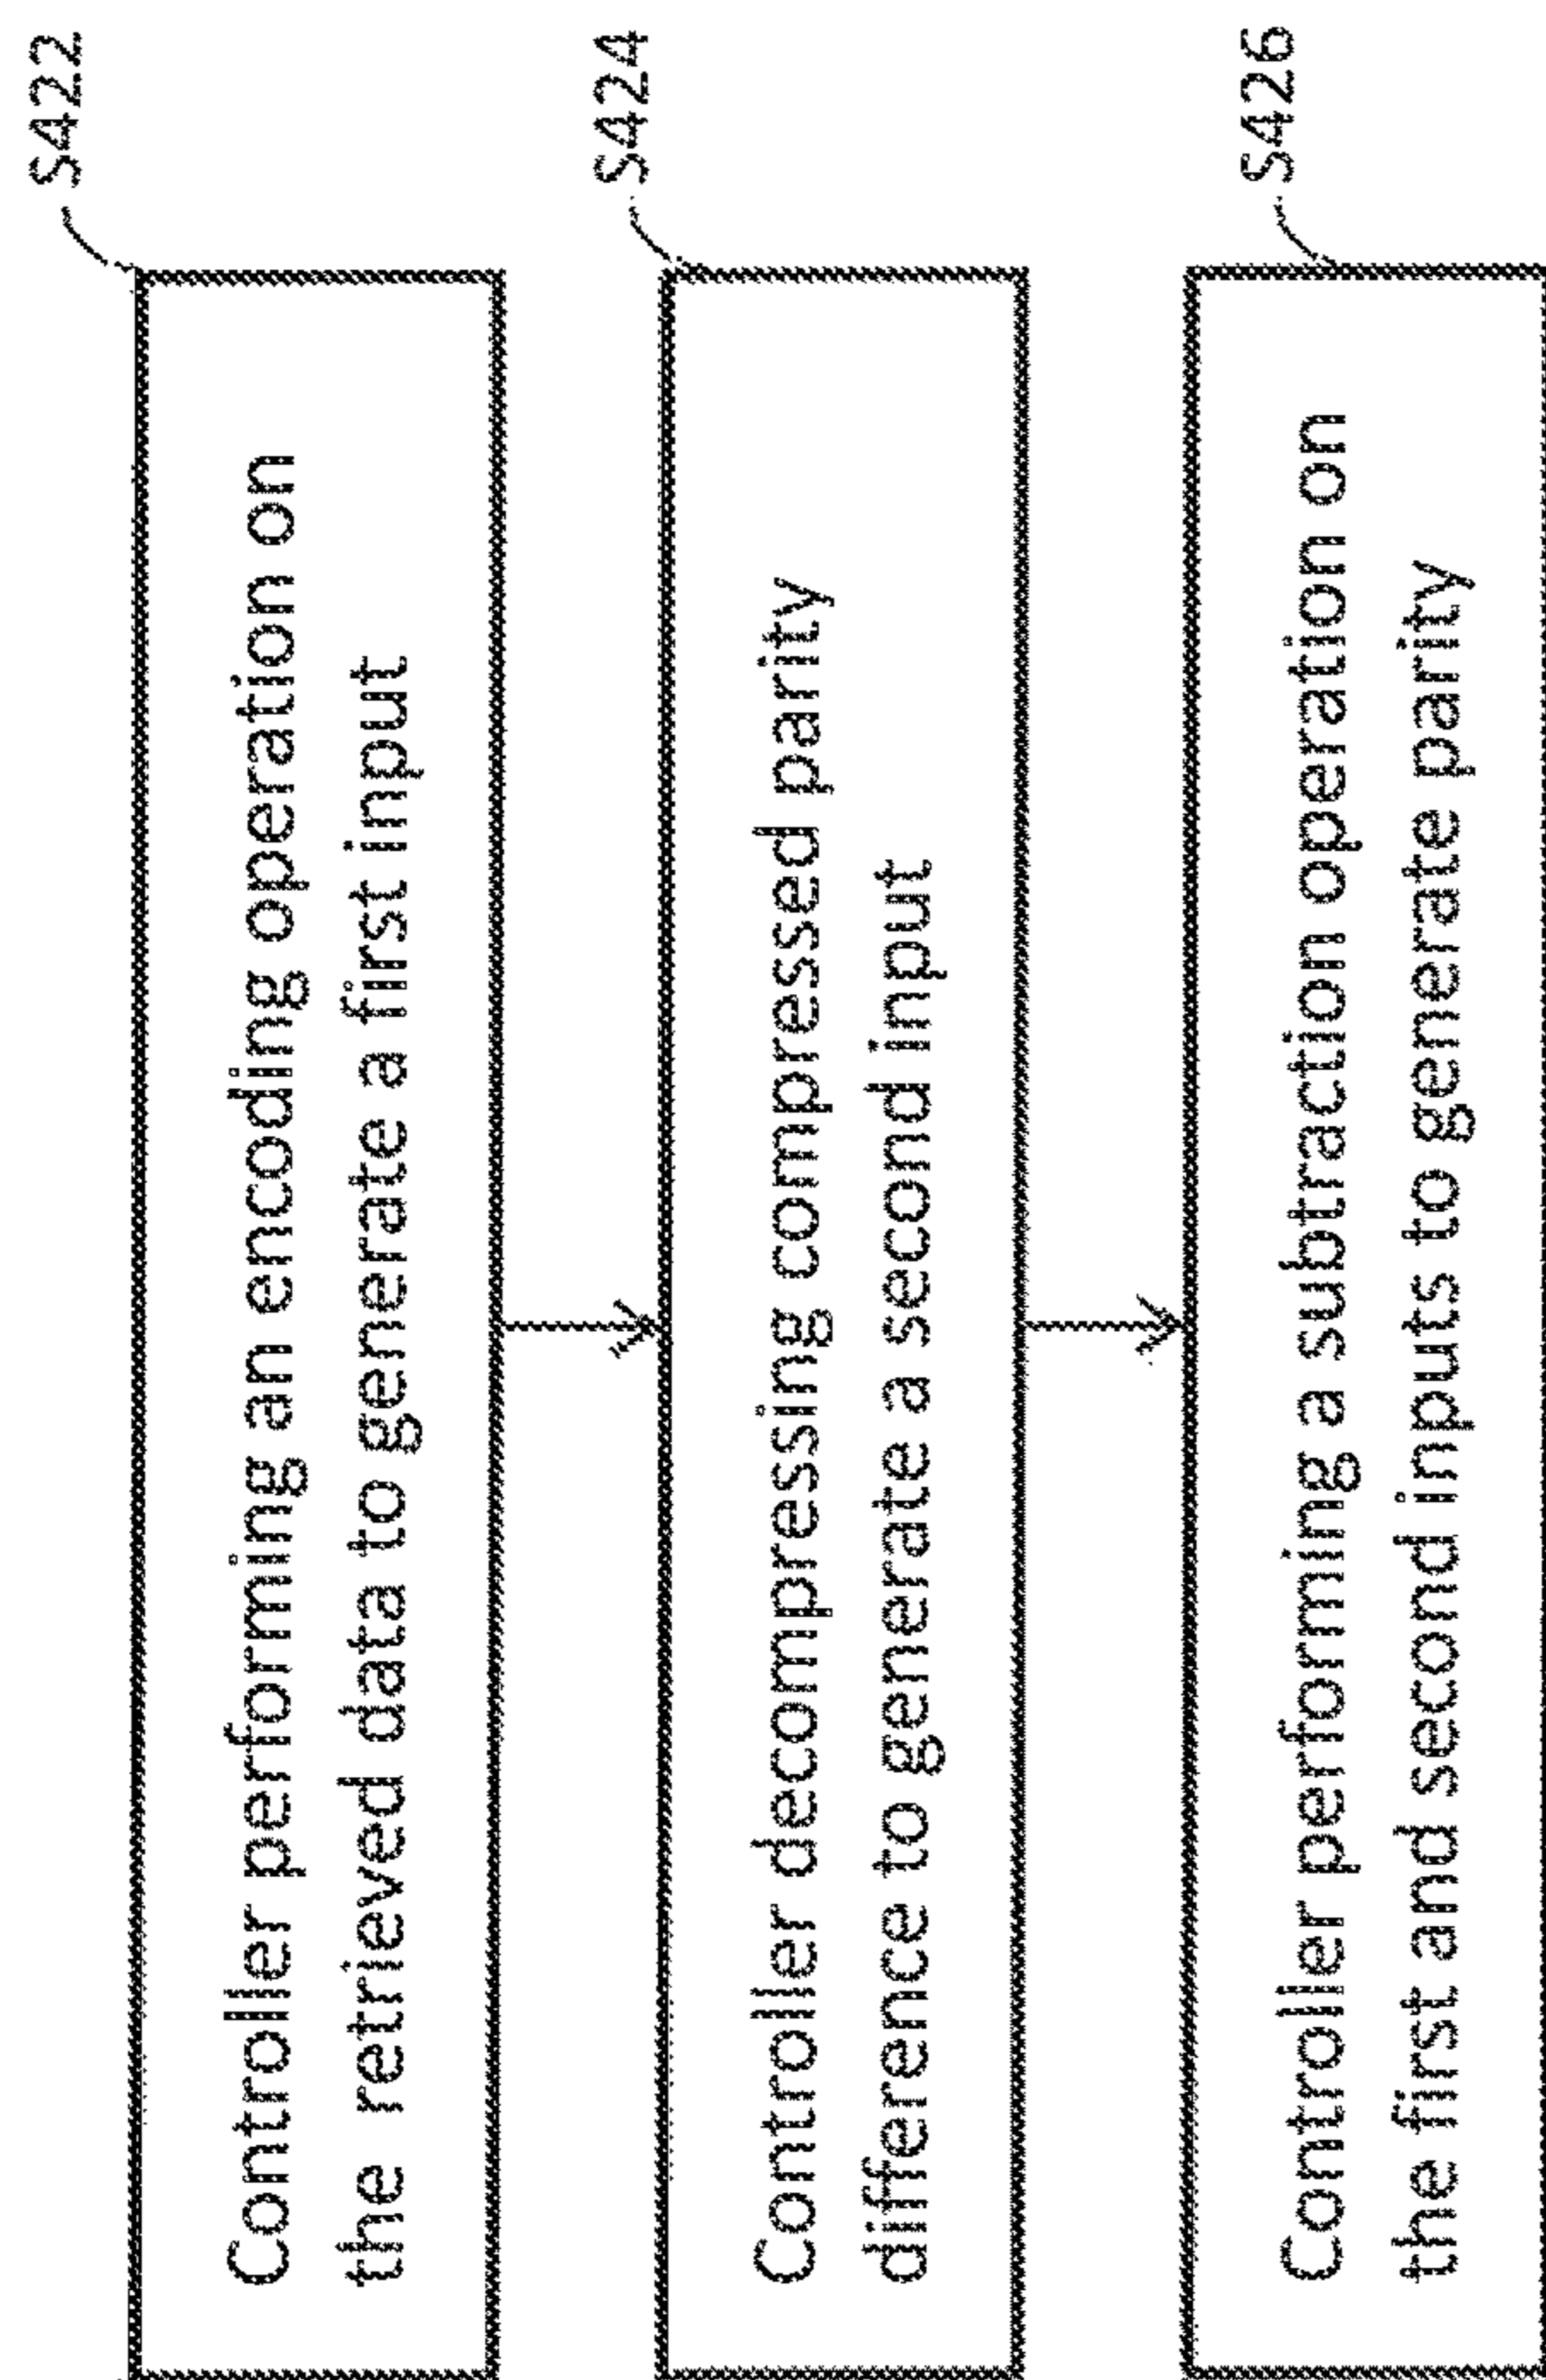 S422
Controller performing an encoding operation on
the retrieved data to generate a first input
S424
Controller decompressing compressed parity
difference to generate a second input
S426
Controller performing a subtraction operation on
the first and second inputs to generate parity